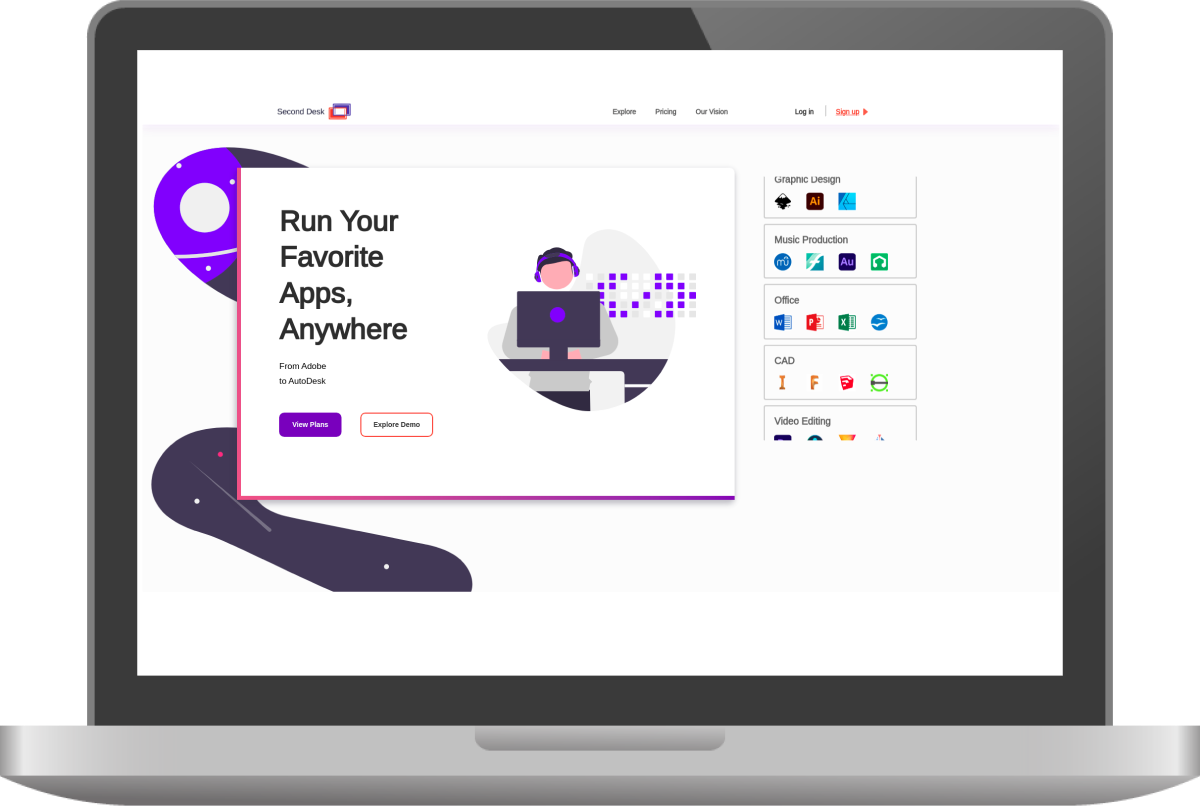 Second Desk
Explore
Pricing
Our Vision
Log in
Sign up
Run Your
Favorite
Apps,
Anywhere
From Adobe
to AutoDesk
View Plans
Explore Demo
Graphic Design
Ai
Music Production
mu
Au
Office
W
P
X
CAD
I
F
Video Editing